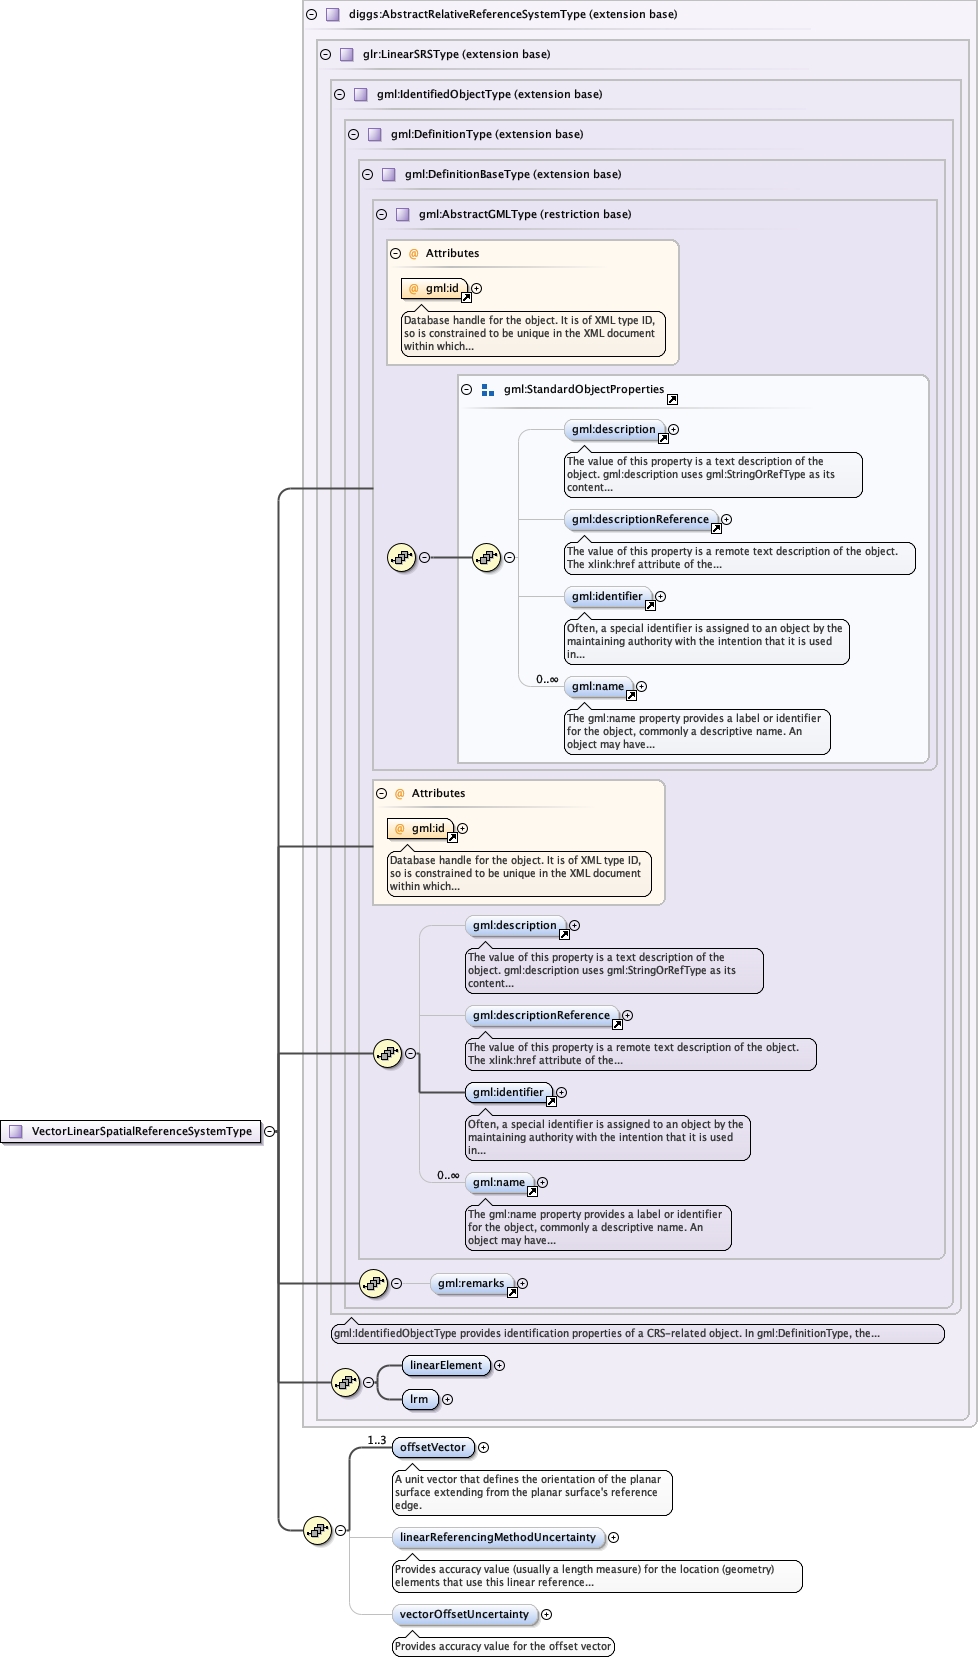 diggs:AbstractRelativeReferenceSystemType (extension base)
glr:LinearSRSType (extension base)
gml:IdentifiedObjectType (extension base)
gml:DefinitionType (extension base)
gml:DefinitionBaseType (extension base)
gml:AbstractGMLType (restriction base)
@ Attributes
@ gml:id
Database handle for the object. It is of XML type ID,
so is constrained to be unique in the XML document
within which...
gml:StandardObjectProperties
gml:description
The value of this property is a text description of the
object. gml:description uses gml:StringOrRefType as its
content...
gml:descriptionReference
The value of this property is a remote text description of the object.
The xlink:href attribute of the...
gml:identifier
Often, a special identifier is assigned to an object by the
maintaining authority with the intention that it is used
in...
0..∞
gml:name
The gml:name property provides a label or identifier
for the object, commonly a descriptive name. An
object may have...
@ Attributes
@ gml:id
Database handle for the object. It is of XML type ID,
so is constrained to be unique in the XML document
within which...
gml:description
The value of this property is a text description of the
object. gml:description uses gml:StringOrRefType as its
content...
gml:descriptionReference
The value of this property is a remote text description of the object.
The xlink:href attribute of the...
gml:identifier
Often, a special identifier is assigned to an object by the
maintaining authority with the intention that it is used
in...
VectorLinearSpatialReferenceSystemType
0..∞
gml:name
The gml:name property provides a label or identifier
for the object, commonly a descriptive name. An
object may have...
gml:remarks
gml:IdentifiedObjectType provides identification properties of a CRS-related object. In gml:DefinitionType, the...
linearElement
lrm
1..3
offsetVector
A unit vector that defines the orientation of the planar
surface extending from the planar surface's reference
edge.
linearReferencingMethodUncertainty
Provides accuracy value (usually a length measure) for the location (geometry)
elements that use this linear reference...
vectorOffsetUncertainty
Provides accuracy value for the offset vector